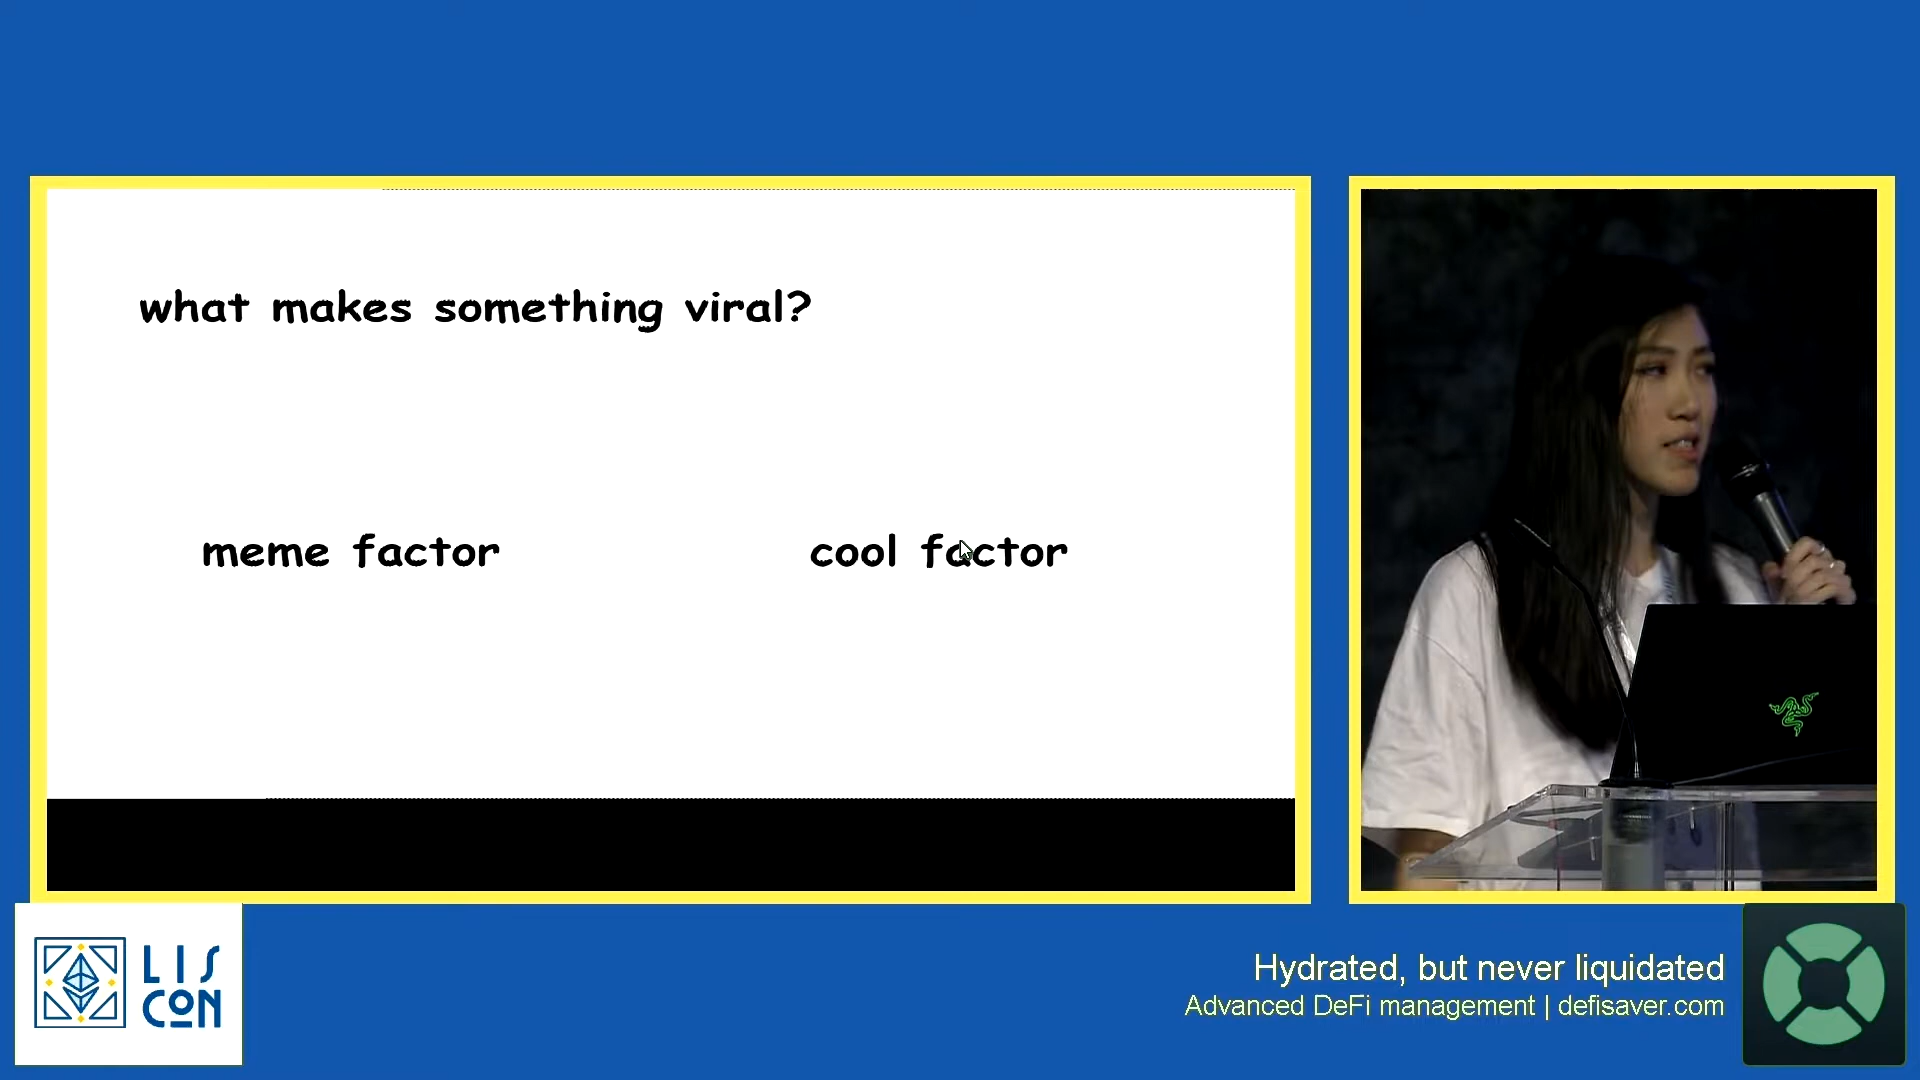 what makes something viral?
meme factor
cool factor
LIS
CON
Hydrated, but never liquidated
Advanced DeFi management | defisaver.com